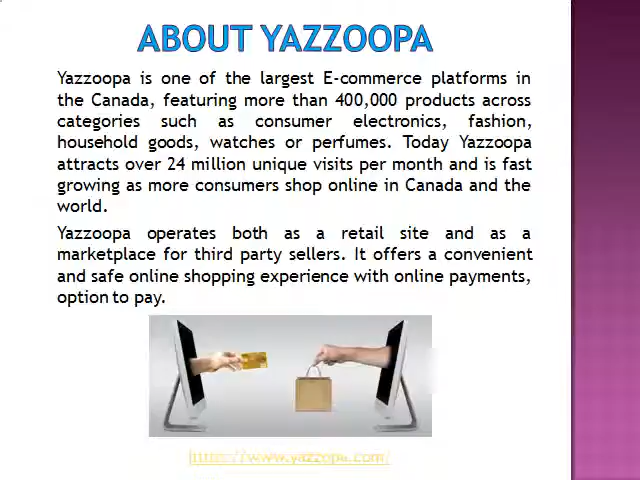 ABOUT YAZZOOPA
Yazzoopa is one of the largest E-commerce platforms in
the Canada, featuring more than 400,000 products across
categories such as consumer electronics, fashion,
household goods, watches or perfumes. Today Yazzoopa
attracts over 24 million unique visits per month and is fast
growing as more consumers shop online in Canada and the
world.
Yazzoopa operates both as a retail site and as a
marketplace for third party sellers. It offers a convenient
and safe online shopping experience with online payments,
option to pay.
https://www.yazzopa.com/